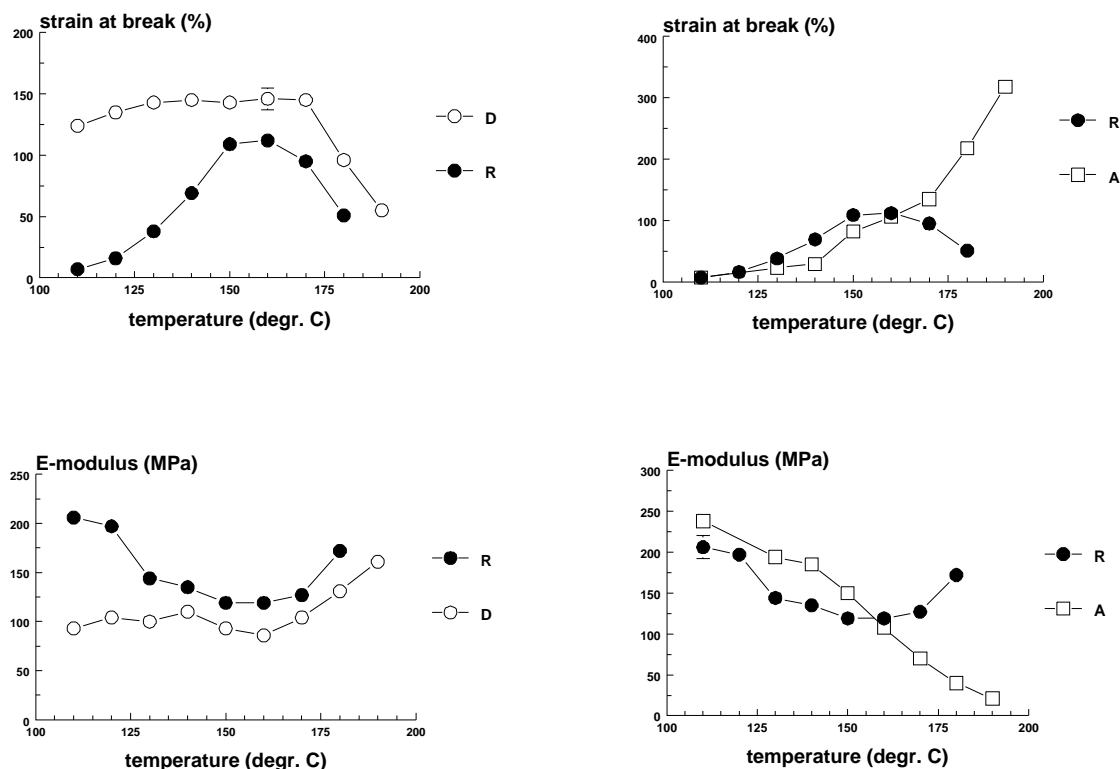 strain at break (%)
200
150
100
50
0
100 125 150 175 200
temperature (degr. C)
D
R
strain at break (%)
400
300
200
100
0
100 125 150 175 200
temperature (degr. C)
R
A
E-modulus (MPa)
250
200
150
100
50
0
100 125 150 175 200
temperature (degr. C)
R
D
E-modulus (MPa)
300
250
200
150
100
50
0
100 125 150 175 200
temperature (degr. C)
R
A